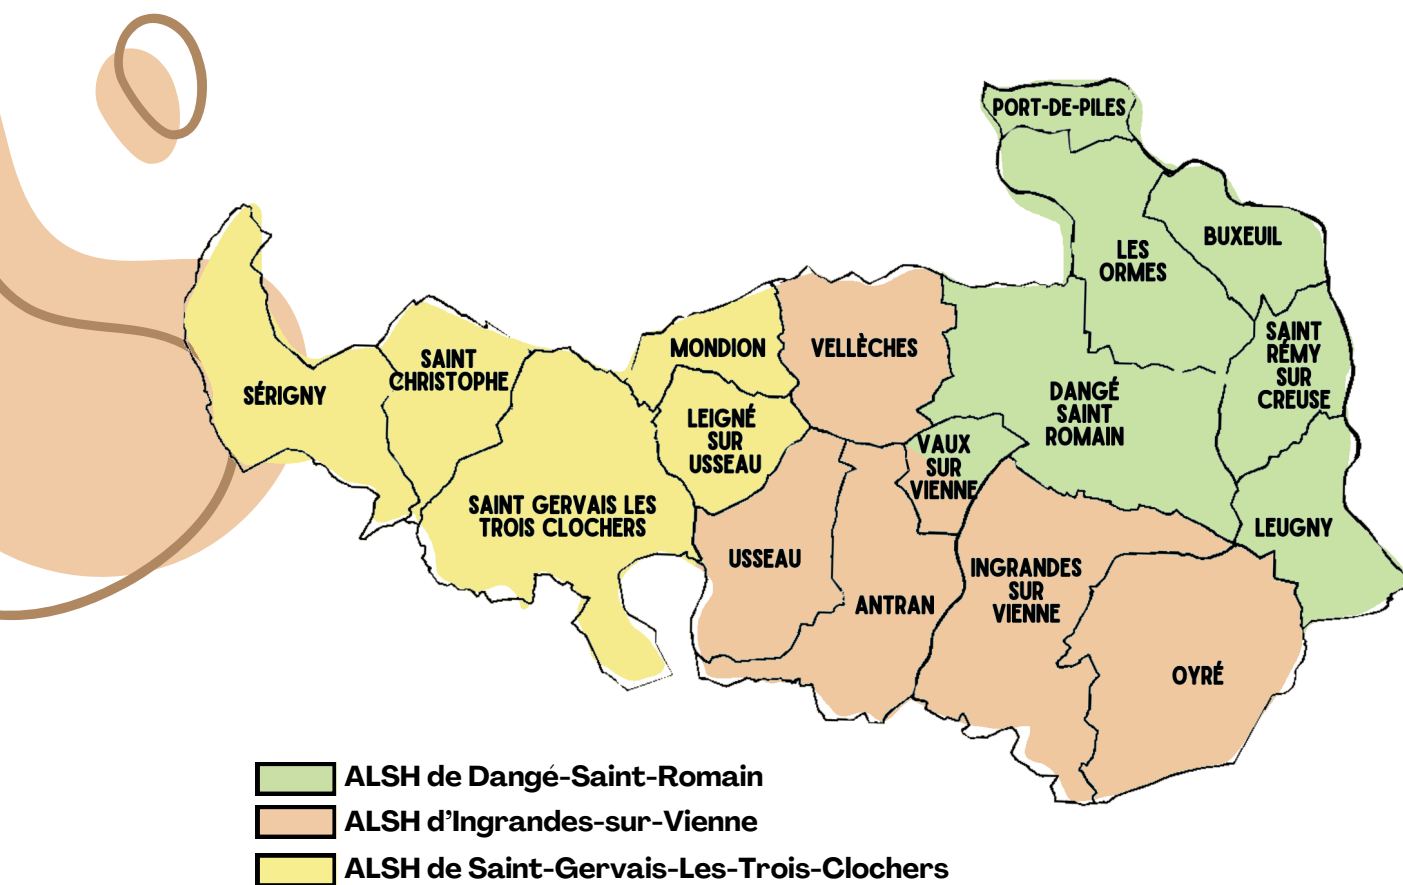 PORT-DE-PILES
LES
ORMES
BUXEUIL
SAINT
RÉMY
SUR
CREUSE
MONDION
VELLÈCHES
SAINT
CHRISTOPHE
SÉRIGNY
LEIGNÉ
SUR
USSEAU
DANGÉ
SAINT
ROMAIN
VAUX
SUR
VIENNE
SAINT GERVAIS LES
TROIS CLOCHERS
LEUGNY
USSEAU
ANTRAN
INGRANDES
SUR
VIENNE
OYRÉ
ALSH de Dangé-Saint-Romain
ALSH d’Ingrandes-sur-Vienne
ALSH de Saint-Gervais-Les-Trois-Clochers